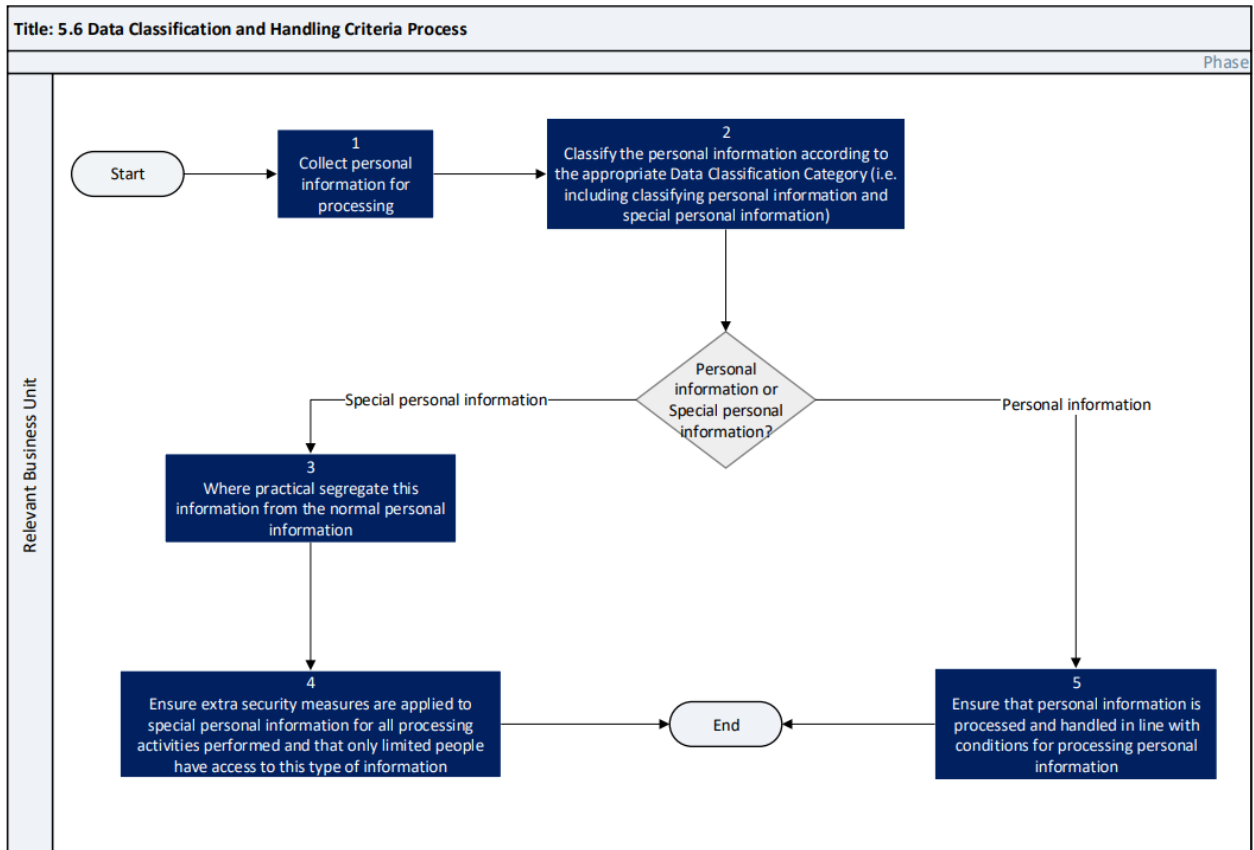 Title: 5.6 Data Classification and Handling Criteria Process
Phase
Relevant Business Unit
Start
1
Collect personal
information for
processing
2
Classify the personal information according to
the appropriate Data Classification Category (i.e.
including classifying personal information and
special personal information)
Personal
information or
Special personal
information?
Special personal information
Personal information
3
Where practical segregate this
information from the normal personal
information
4
Ensure extra security measures are applied to
special personal information for all processing
activities performed and that only limited people
have access to this type of information
End
5
Ensure that personal information is
processed and handled in line with
conditions for processing personal
information